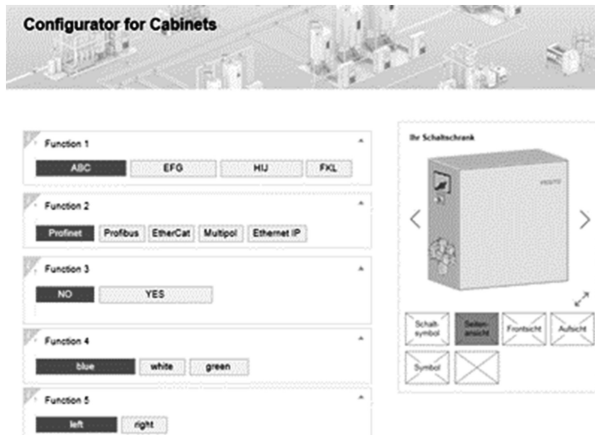 Configurator for Cabinets
Function 1
ABC EFG HIJ FKL
Function 2
Profinet Profibus EtherCat Multipol Ethernet IP
Function 3
NO YES
Function 4
blue white green
Function 5
left right
Ihr Schaltschrank
FESTO
Schalt-
symbol
Seiten-
ansicht
Frontsicht
Aufsicht
Symbol